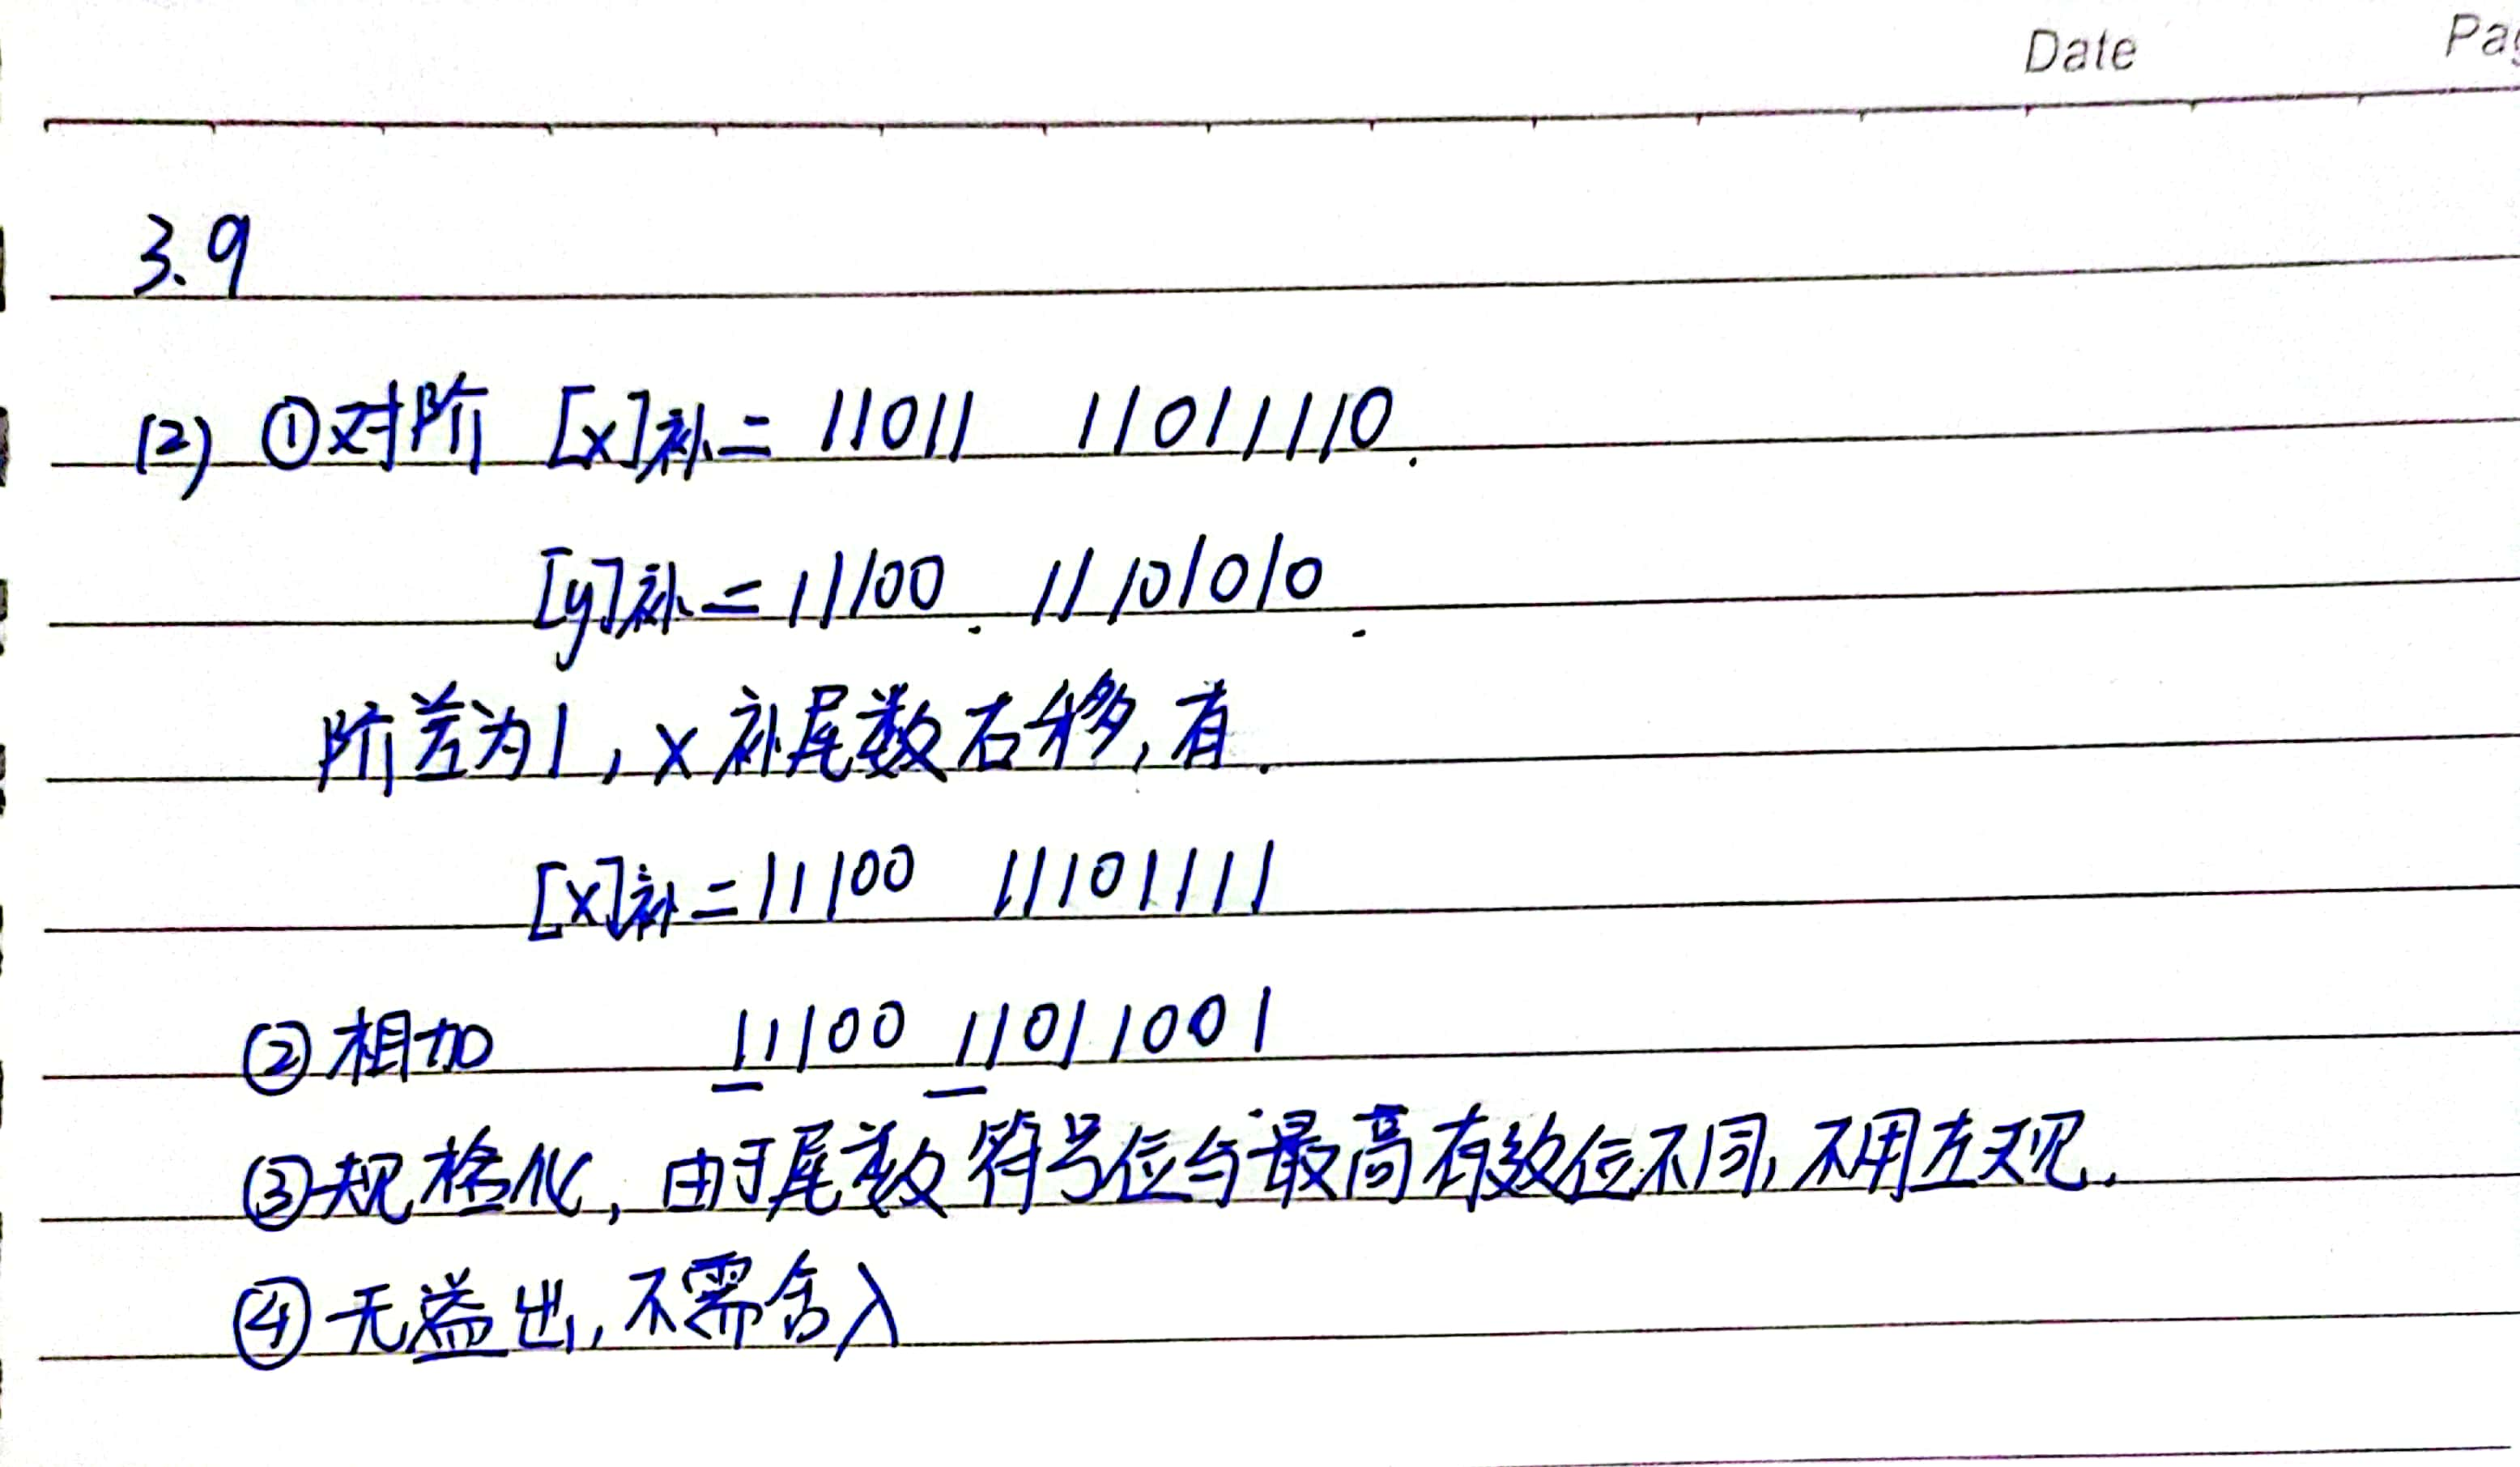 Date Pa
3.9
(2) ①对阶 [x]补= 11011 11011110.
[y]补= 11100. 11101010.
阶差为1, x补尾数右移, 有.
[x]补= 11100 11101111
②相加 11100 11011001
③规格化, 由于尾数符号位与最高有效位不同, 不用左规.
④无益出, 不需舍入